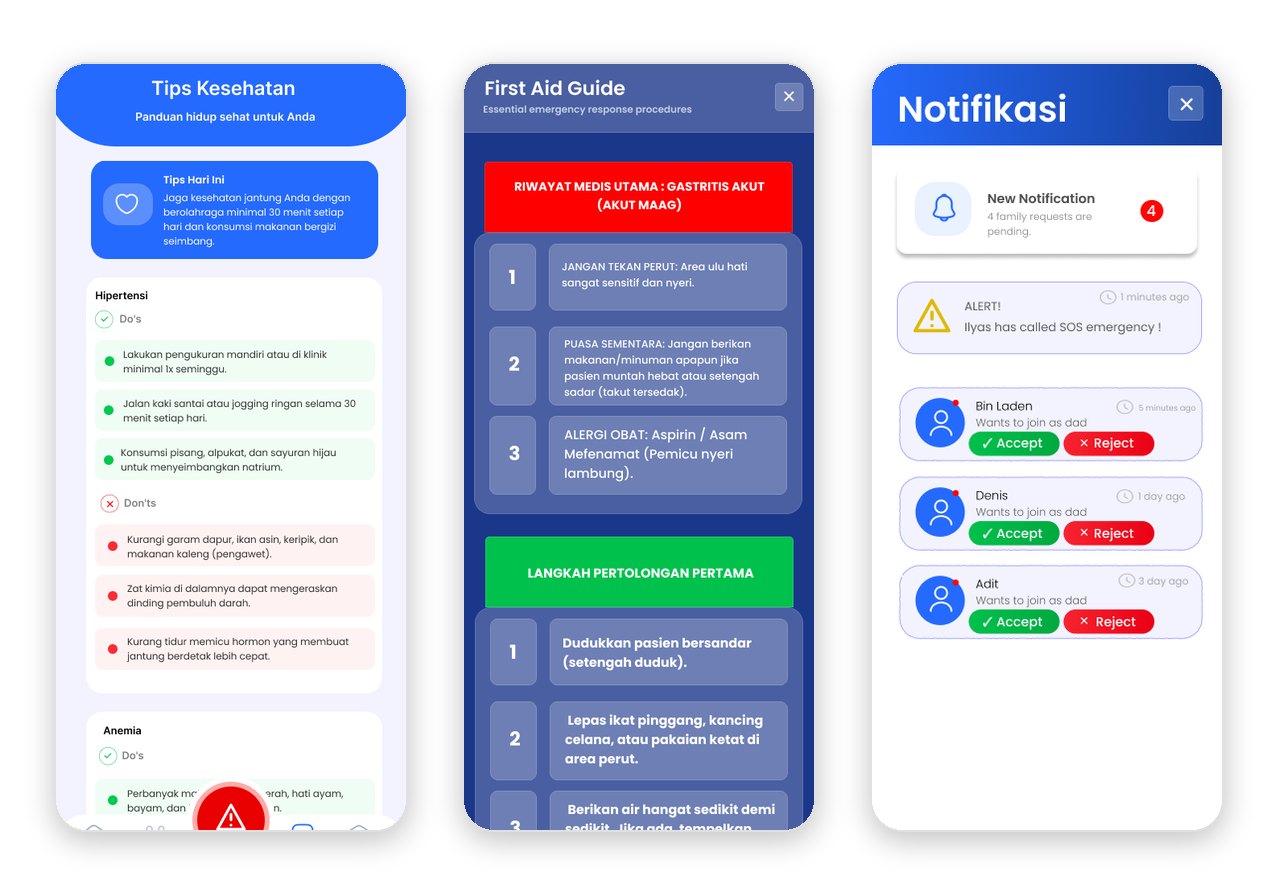 Tips Kesehatan
Panduan hidup sehat untuk Anda
Tips Hari Ini
Jaga kesehatan jantung Anda dengan
berolahraga minimal 30 menit setiap
hari dan konsumsi makanan bergizi
seimbang.
Hipertensi
Do's
Lakukan pengukuran mandiri atau di klinik
minimal 1x seminggu.
Jalan kaki santai atau jogging ringan selama 30
menit setiap hari.
Konsumsi pisang, alpukat, dan sayuran hijau
untuk menyeimbangkan natrium.
Don'ts
Kurangi garam dapur, ikan asin, keripik, dan
makanan kaleng (pengawet).
Zat kimia di dalamnya dapat mengeraskan
dinding pembuluh darah.
Kurang tidur memicu hormon yang membuat
jantung berdetak lebih cepat.
Anemia
Do's
Perbanyak hati ayam,
bayam, dan
First Aid Guide
Essential emergency response procedures
RIWAYAT MEDIS UTAMA : GASTRITIS AKUT
(AKUT MAAG)
1
JANGAN TEKAN PERUT: Area ulu hati
sangat sensitif dan nyeri.
2
PUASA SEMENTARA: Jangan berikan
makanan/minuman apapun jika
pasien muntah hebat atau setengah
sadar (takut tersedak).
3
ALERGI OBAT: Aspirin / Asam
Mefenamat (Pemicu nyeri
lambung).
LANGKAH PERTOLONGAN PERTAMA
1
Dudukkan pasien bersandar
(setengah duduk).
2
Lepas ikat pinggang, kancing
celana, atau pakaian ketat di
area perut.
3
Berikan air hangat sedikit demi
sedikit. Jika ada, tempelkan
Notifikasi
New Notification
4 family requests are
pending.
4
1 minutes ago
ALERT!
Ilyas has called SOS emergency !
Bin Laden
5 minutes ago
Wants to join as dad
✓ Accept
× Reject
Denis
1 day ago
Wants to join as dad
✓ Accept
× Reject
Adit
3 day ago
Wants to join as dad
✓ Accept
× Reject